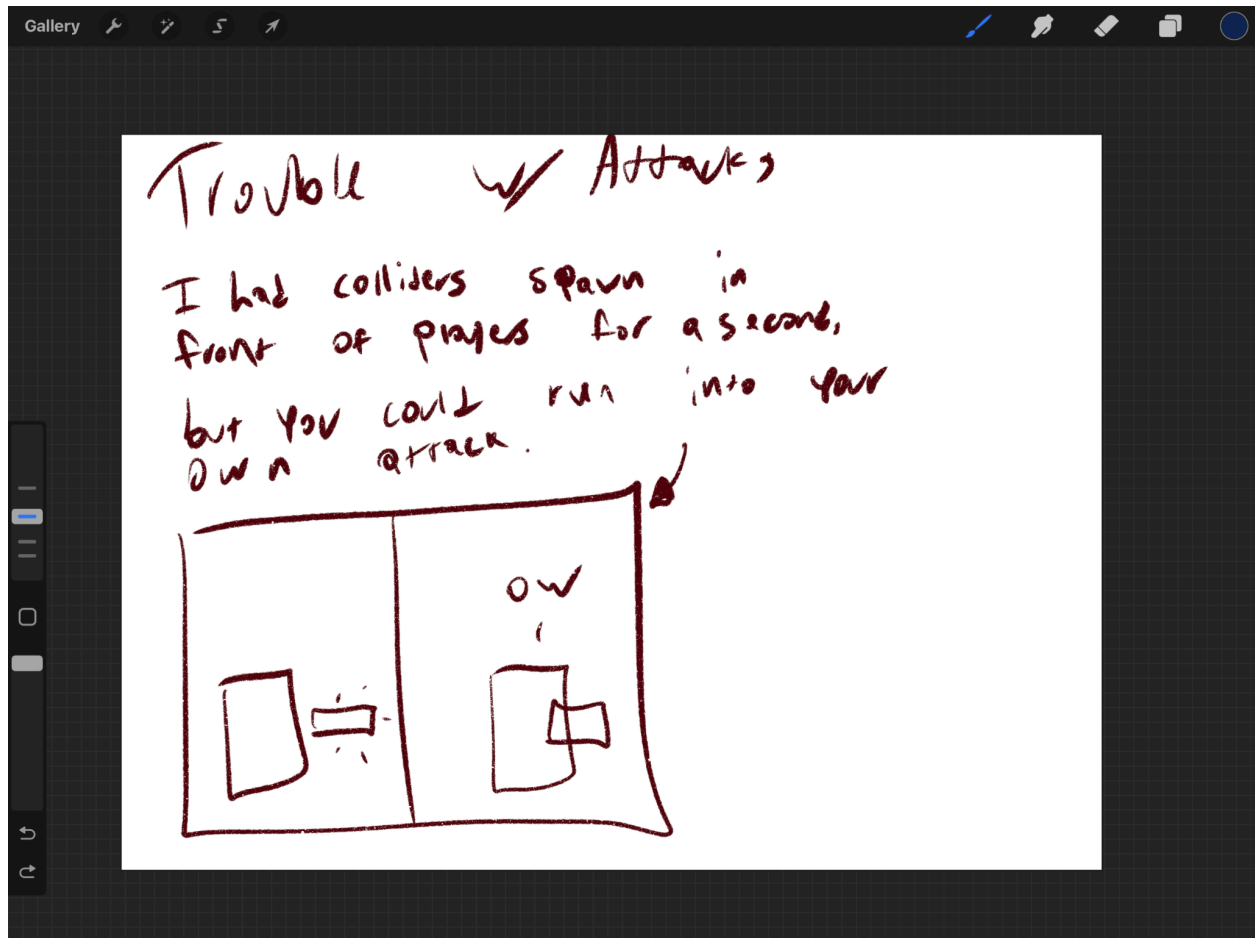 Gallery
Trouble w/ Attacks
I had colliders spawn in
front of players for a second,
but you could run into your
own attack.
OW